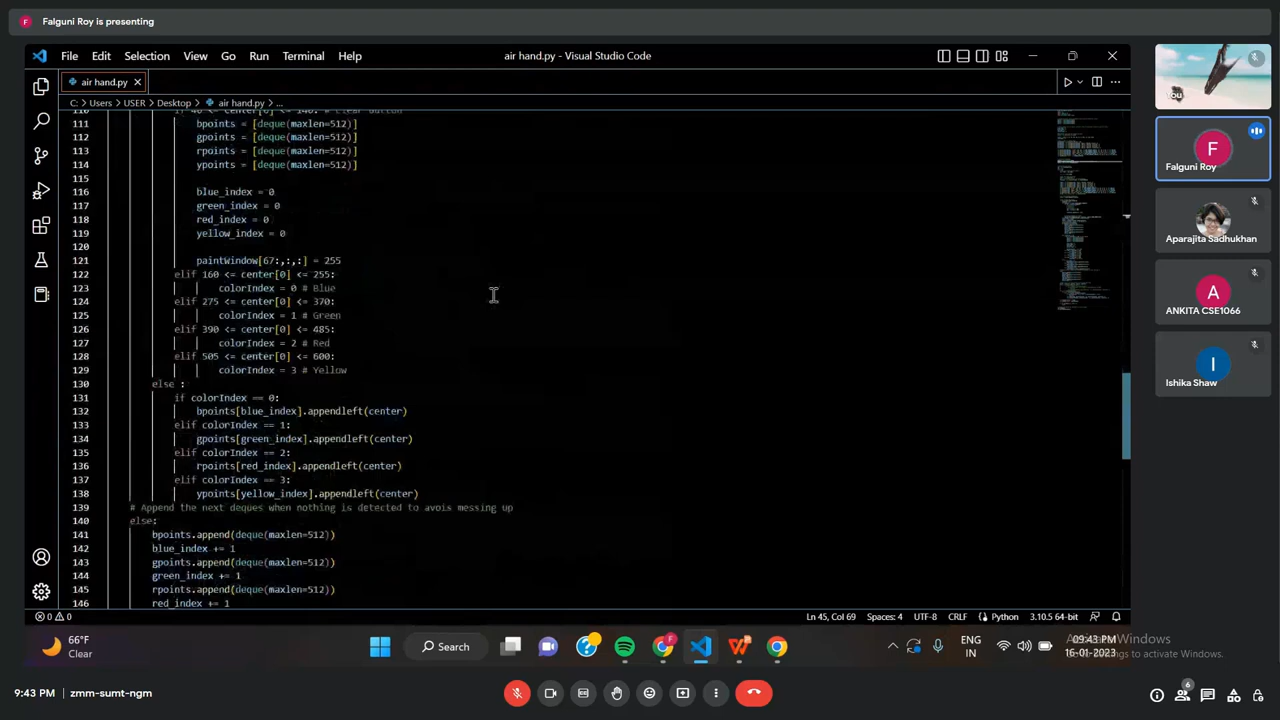 Falguni Roy is presenting
File Edit Selection View Go Run Terminal Help
air hand.py - Visual Studio Code
air hand.py
C: > Users > USER > Desktop > air hand.py > ...
111 bpoints = [deque(maxlen=512)]
112 gpoints = [deque(maxlen=512)]
113 rpoints = [deque(maxlen=512)]
114 ypoints = [deque(maxlen=512)]
115
116 blue_index = 0
117 green_index = 0
118 red_index = 0
119 yellow_index = 0
120
121 paintWindow[67:,:,:] = 255
122 elif 160 <= center[0] <= 255:
123 colorIndex = 0 # Blue
124 elif 275 <= center[0] <= 370:
125 colorIndex = 1 # Green
126 elif 390 <= center[0] <= 485:
127 colorIndex = 2 # Red
128 elif 505 <= center[0] <= 600:
129 colorIndex = 3 # Yellow
130 else :
131 if colorIndex == 0:
132 bpoints[blue_index].appendleft(center)
133 elif colorIndex == 1:
134 gpoints[green_index].appendleft(center)
135 elif colorIndex == 2:
136 rpoints[red_index].appendleft(center)
137 elif colorIndex == 3:
138 ypoints[yellow_index].appendleft(center)
139 # Append the next deques when nothing is detected to avois messing up
140 else:
141 bpoints.append(deque(maxlen=512))
142 blue_index += 1
143 gpoints.append(deque(maxlen=512))
144 green_index += 1
145 rpoints.append(deque(maxlen=512))
146 red_index += 1
0 0
Ln 45, Col 69 Spaces: 4 UTF-8 CRLF Python 3.10.5 64-bit
66°F
Clear
Search
ENG
IN
09:43 PM
16-01-2023
You
F
Falguni Roy
Aparajita Sadhukhan
A
ANKITA CSE1066
I
Ishika Shaw
9:43 PM zmm-sumt-ngm
6